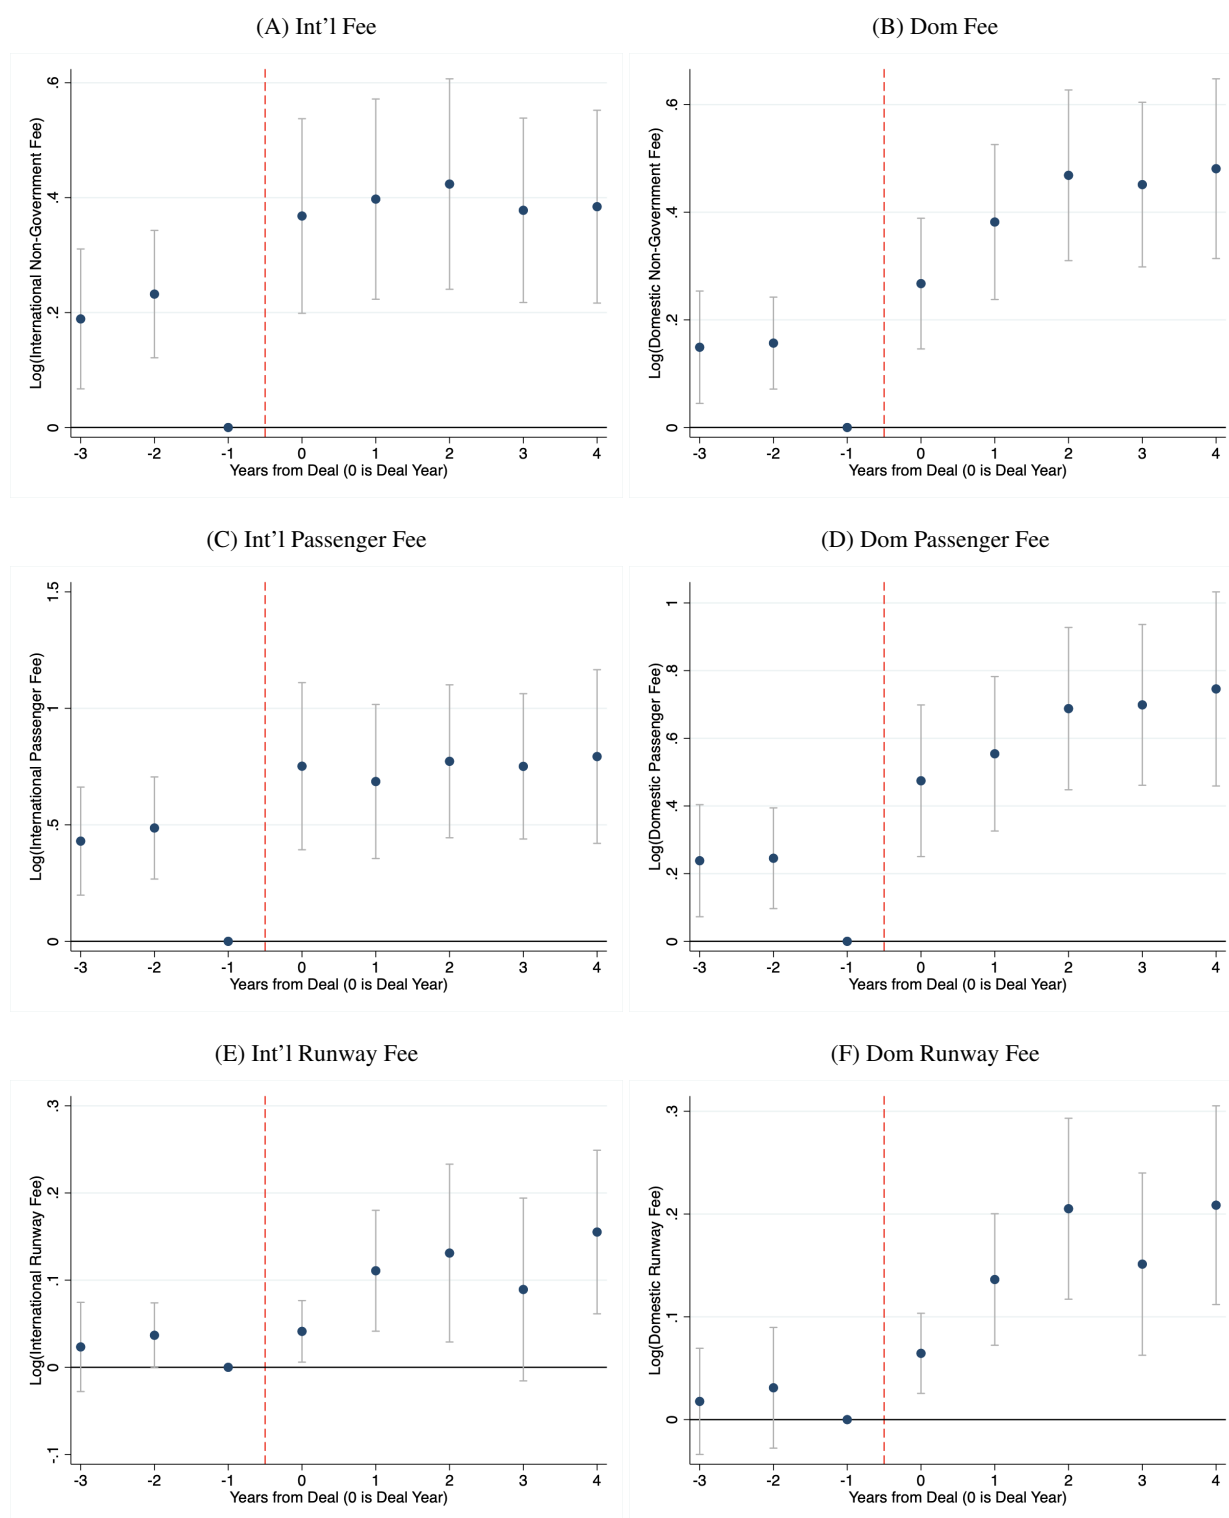 (A) Int’l Fee
Log(International Non-Government Fee)
.6
.4
.2
0
-3 -2 -1 0 1 2 3 4
Years from Deal (0 is Deal Year)
(B) Dom Fee
Log(Domestic Non-Government Fee)
.6
.4
.2
0
-3 -2 -1 0 1 2 3 4
Years from Deal (0 is Deal Year)
(C) Int’l Passenger Fee
Log(International Passenger Fee)
1.5
1
.5
0
-3 -2 -1 0 1 2 3 4
Years from Deal (0 is Deal Year)
(D) Dom Passenger Fee
Log(Domestic Passenger Fee)
1
.8
.6
.4
.2
0
-3 -2 -1 0 1 2 3 4
Years from Deal (0 is Deal Year)
(E) Int’l Runway Fee
Log(International Runway Fee)
.3
.2
.1
0
-.1
-3 -2 -1 0 1 2 3 4
Years from Deal (0 is Deal Year)
(F) Dom Runway Fee
Log(Domestic Runway Fee)
.3
.2
.1
0
-3 -2 -1 0 1 2 3 4
Years from Deal (0 is Deal Year)